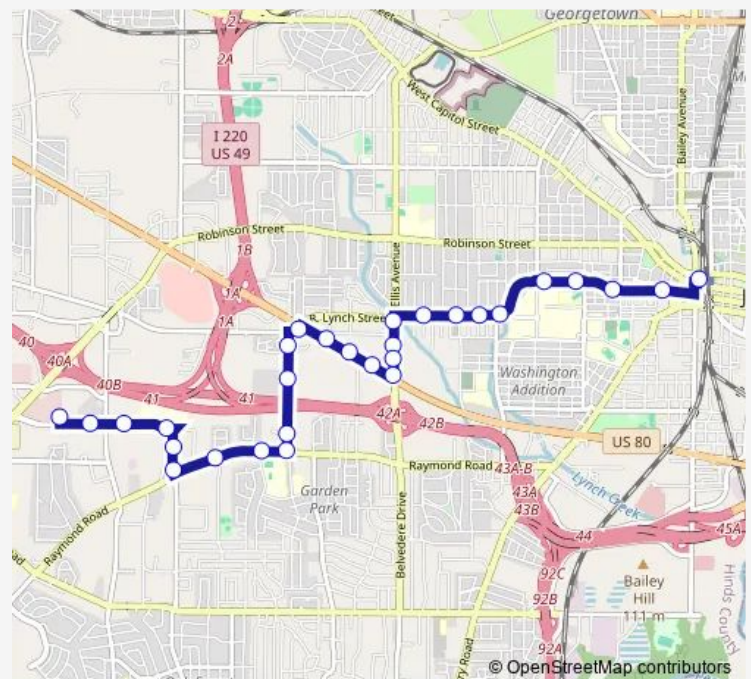 Georgetown
2
2A
West Capitol Street
Bailey Avenue
I 220
US 49
Robinson Street
Robinson Street
1B
Ellis Avenue
1A
1A
R. Lynch Street
40
40A
40B
41
41
Washington
Addition
42A
42B
US 80
Raymond Road
43A-B
Lynch Creek
43A
43B
Garden
Park
Raymond Road
44
45A
Belvedere Drive
92C
92B
92A
Bailey
Hill
111 m
Hinds County
© OpenStreetMap contributors